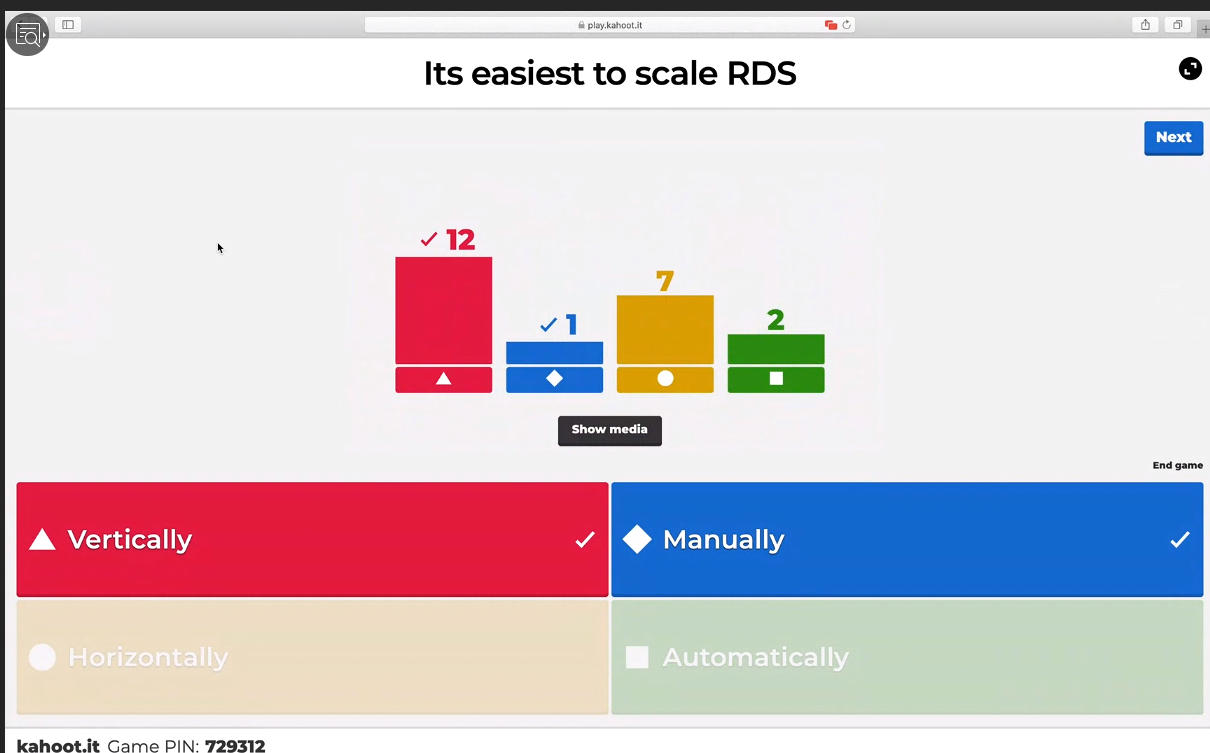 play.kahoot.it
Its easiest to scale RDS
Next
12
1
7
2
Show media
End game
Vertically
Manually
Horizontally
Automatically
kahoot.it Game PIN: 729312